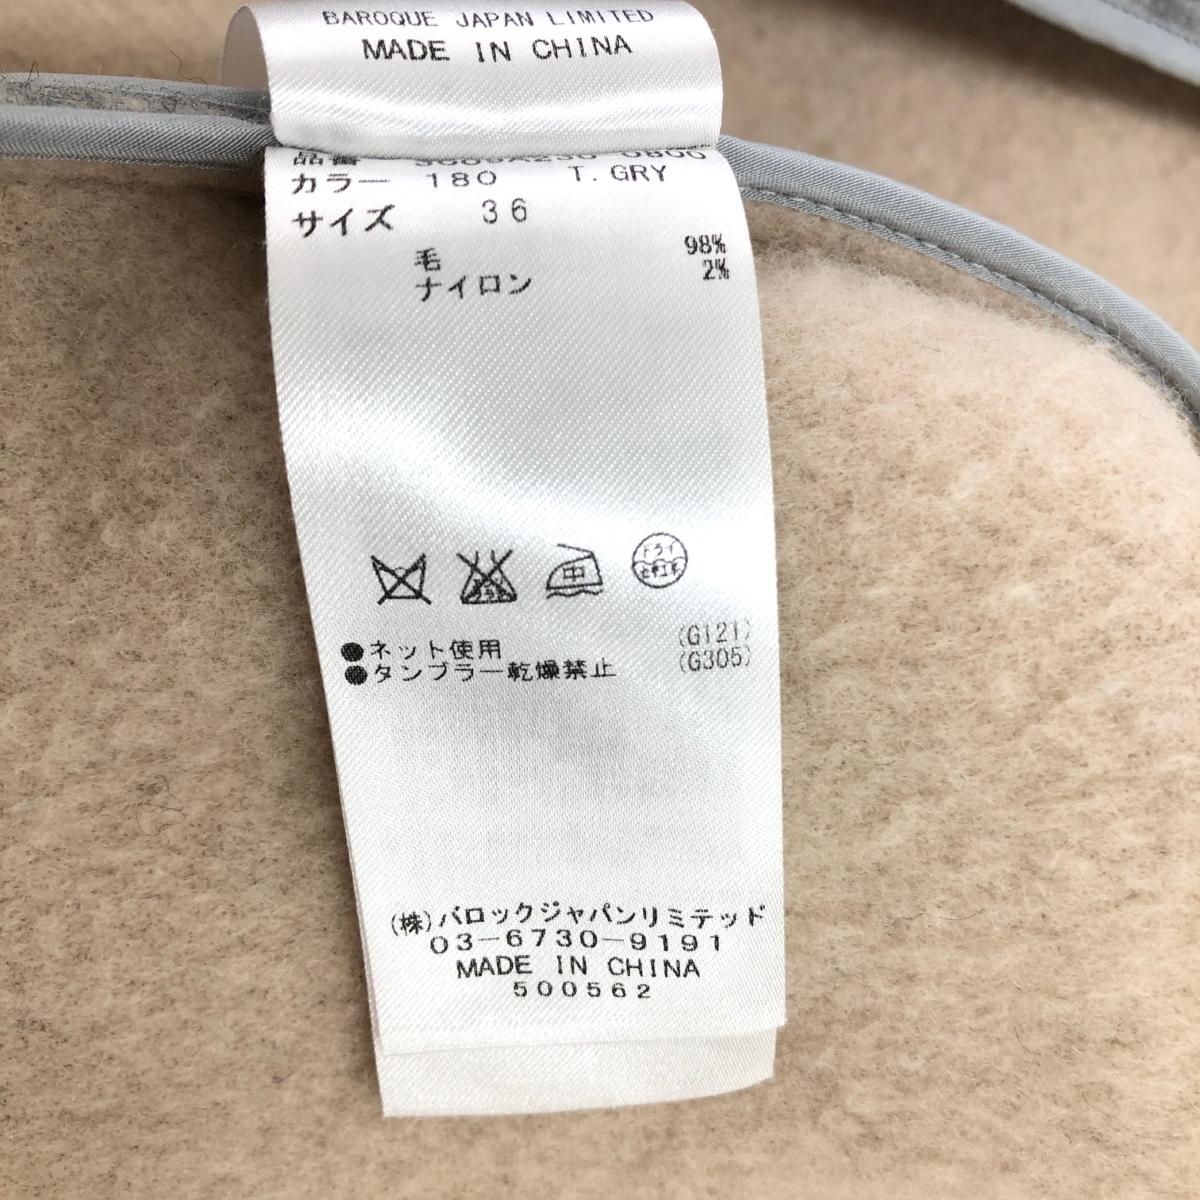 BAROQUE JAPAN LIMITED
MADE IN CHINA
品番
カラー 180 T.GRY
サイズ 36
毛 98%
ナイロン 2%
中
ドライ
●ネット使用 (G121)
●タンブラー乾燥禁止 (G305)
(株)バロックジャパンリミテッド
03-6730-9191
MADE IN CHINA
500562